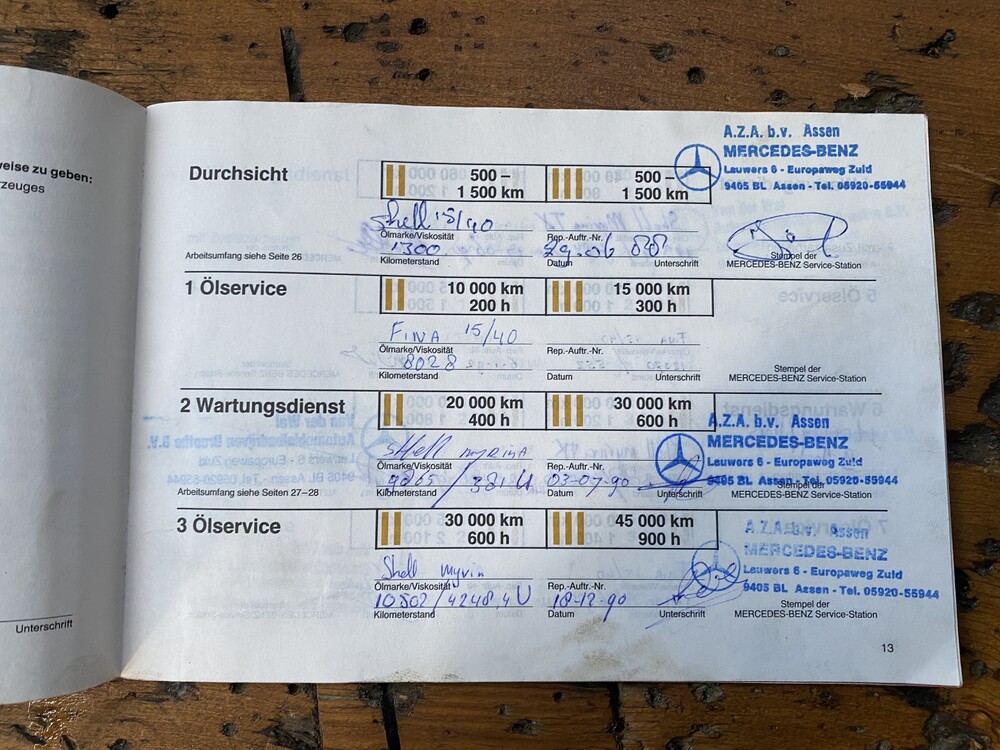 weise zu geben:
rzeuges
Unterschrift
A.Z.A. b.v. Assen
MERCEDES-BENZ
Lauwers 6 - Europaweg Zuid
9405 BL Assen - Tel. 05920-55944
Durchsicht
500 –
1 500 km
500 –
1 500 km
Shell 15/40
Ölmarke/Viskosität
Rep.-Auftr.-Nr.
1300
29.06 88
Arbeitsumfang siehe Seite 26
Kilometerstand
Datum
Unterschrift
Stempel der
MERCEDES-BENZ Service-Station
1 Ölservice
10 000 km
200 h
15 000 km
300 h
FINA 15/40
Ölmarke/Viskosität
Rep.-Auftr.-Nr.
8028
Kilometerstand
Datum
Unterschrift
Stempel der
MERCEDES-BENZ Service-Station
2 Wartungsdienst
20 000 km
400 h
30 000 km
600 h
A.Z.A. b.v. Assen
MERCEDES-BENZ
Lauwers 6 - Europaweg Zuid
9405 BL Assen - Tel. 05920-55944
Shell myrina
Ölmarke/Viskosität
Rep.-Auftr.-Nr.
9865 / 3814
03-07-90
Arbeitsumfang siehe Seiten 27–28
Kilometerstand
Datum
Unterschrift
Stempel der
MERCEDES-BENZ Service-Station
3 Ölservice
30 000 km
600 h
45 000 km
900 h
A.Z.A. b.v. Assen
MERCEDES-BENZ
Lauwers 6 - Europaweg Zuid
9405 BL Assen - Tel. 05920-55944
Shell myrin
Ölmarke/Viskosität
Rep.-Auftr.-Nr.
10502/4248,4 U
18-12-90
Kilometerstand
Datum
Unterschrift
Stempel der
MERCEDES-BENZ Service-Station
13